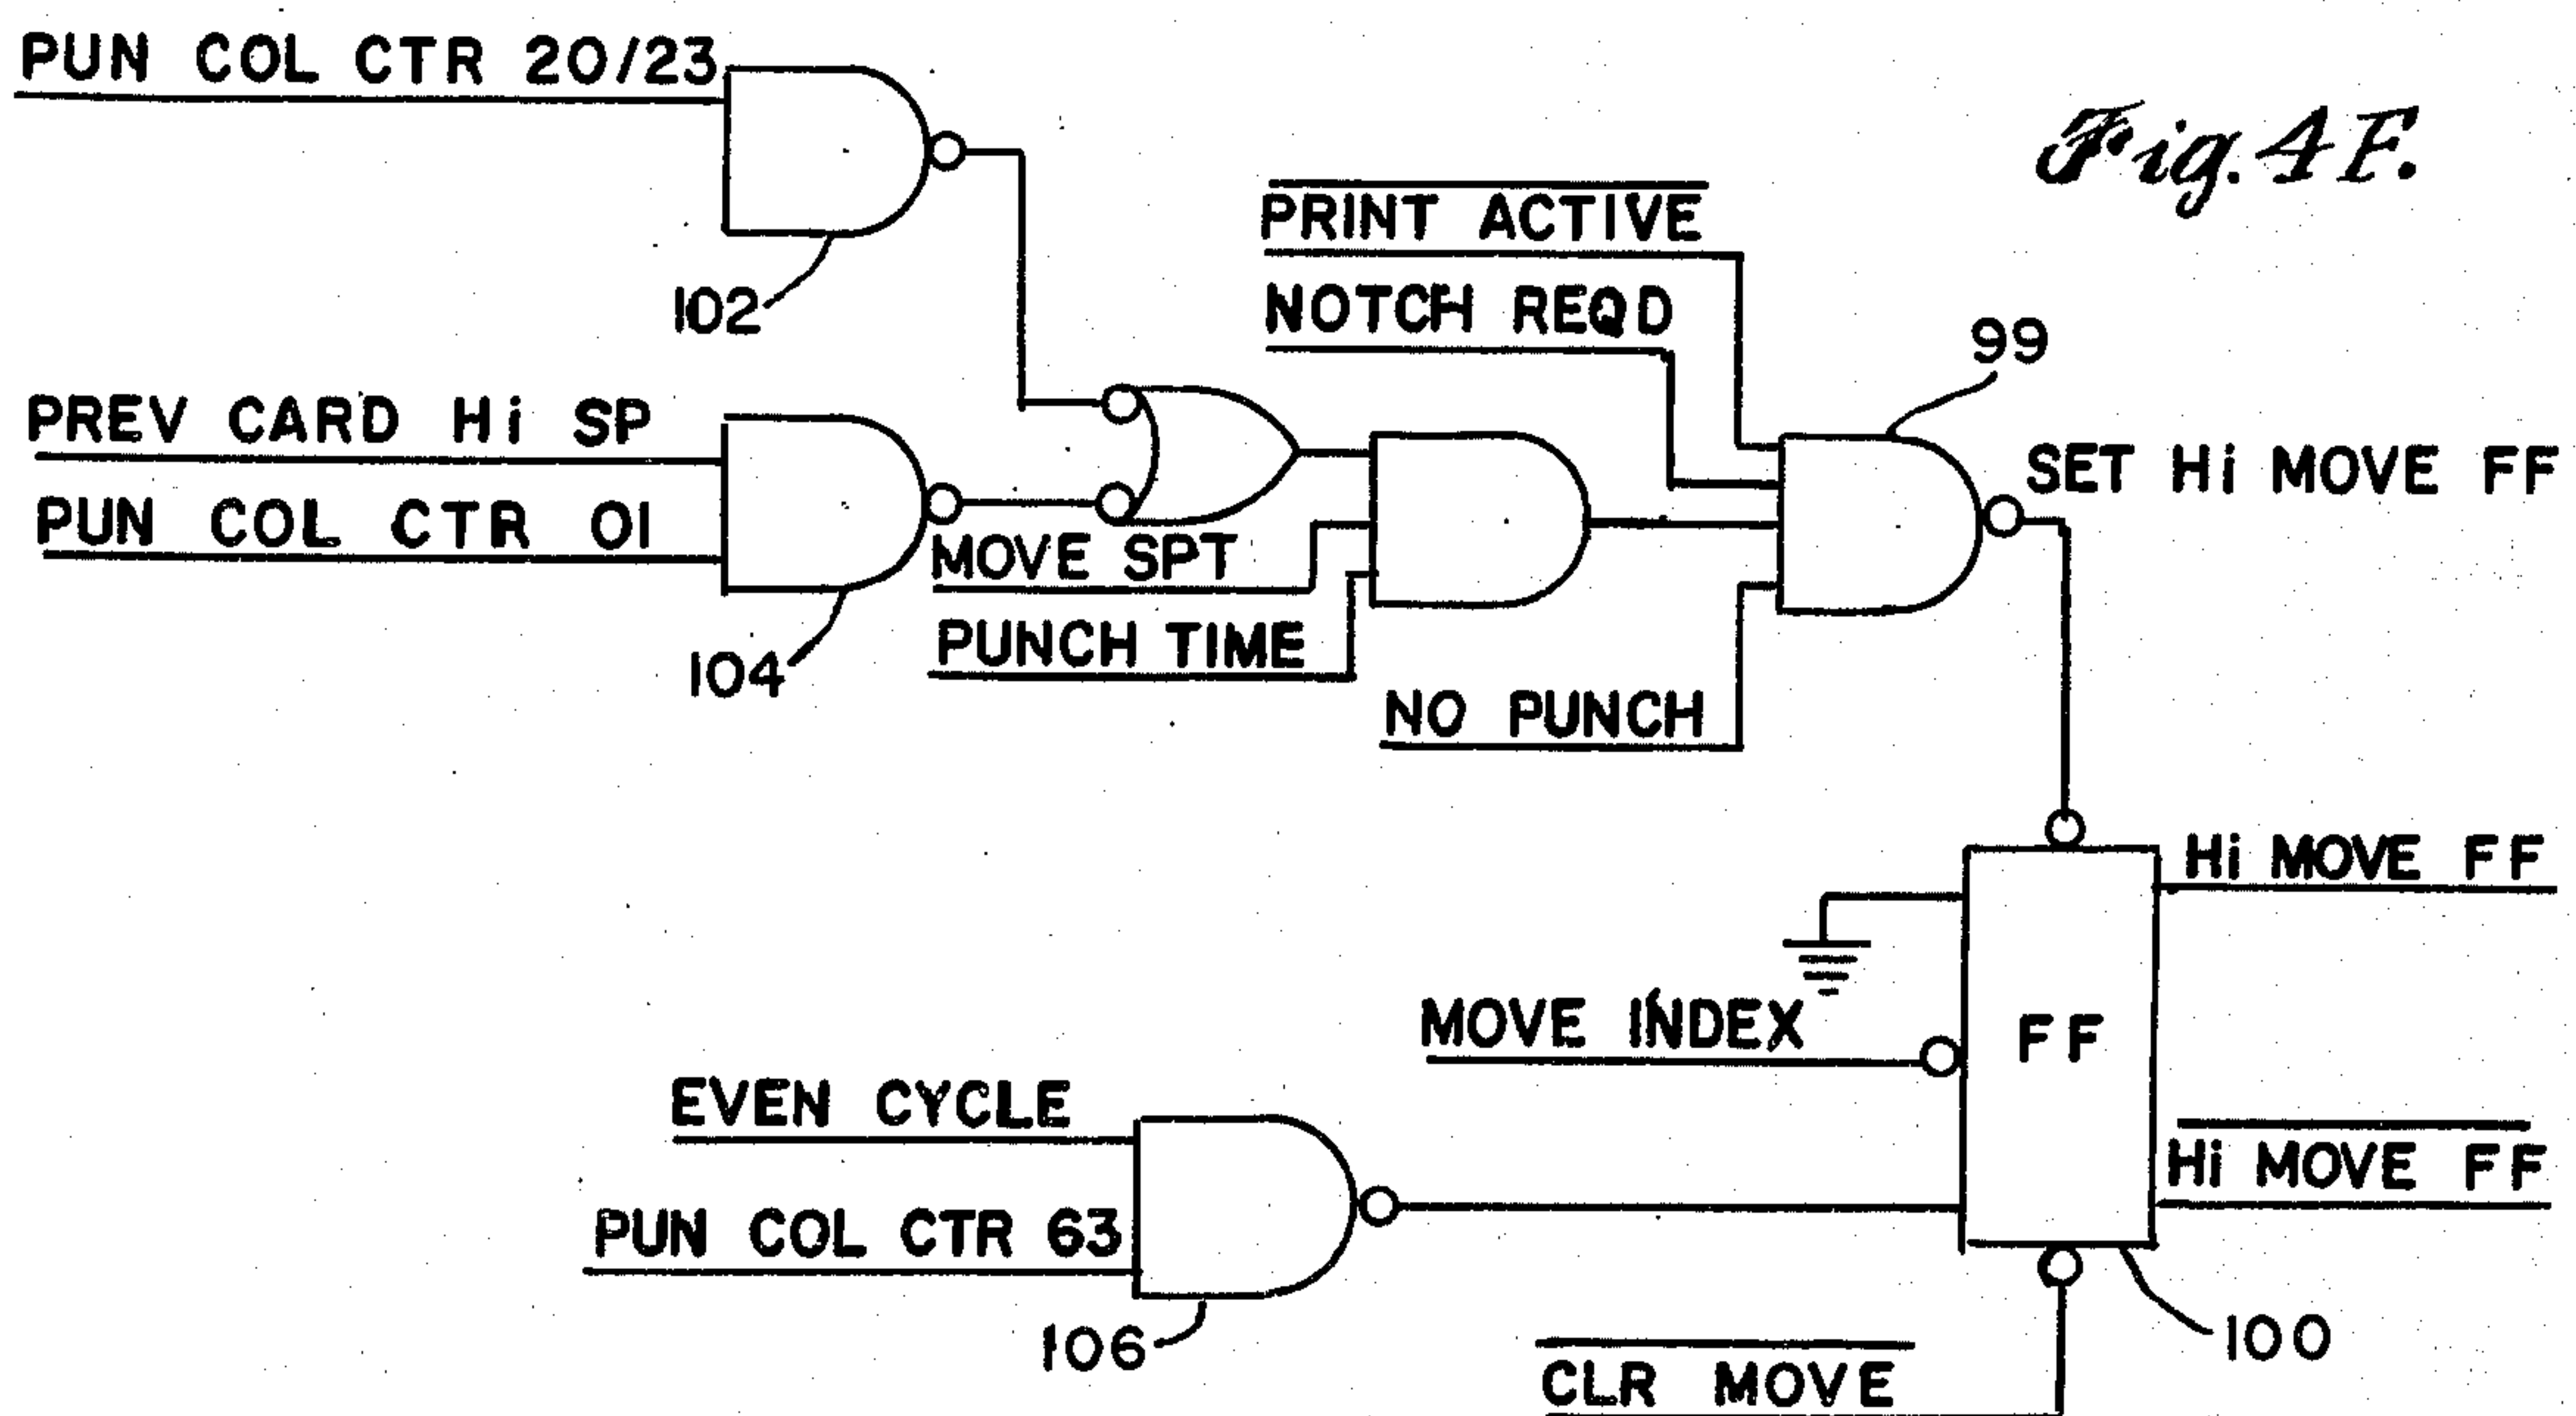 PUN COL CTR 20/23
Fig. 4F.
102
PRINT ACTIVE
NOTCH REQD
99
PREV CARD Hi SP
PUN COL CTR 01
SET Hi MOVE FF
MOVE SPT
PUNCH TIME
104
NO PUNCH
Hi MOVE FF
MOVE INDEX
FF
EVEN CYCLE
Hi MOVE FF
PUN COL CTR 63
106
100
CLR MOVE